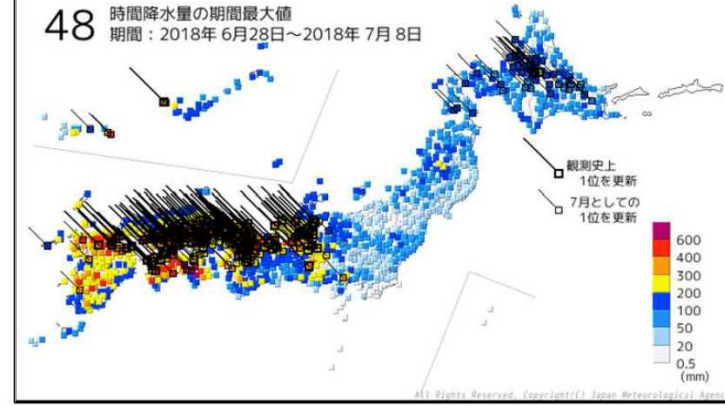 48 時間降水量の期間最大値
期間：2018年 6月28日～2018年 7月 8日
観測史上
1位を更新
7月としての
1位を更新
600
400
300
200
100
50
20
0.5
(mm)
All Rights Reserved, Copyright(C) Japan Meteorological Agency